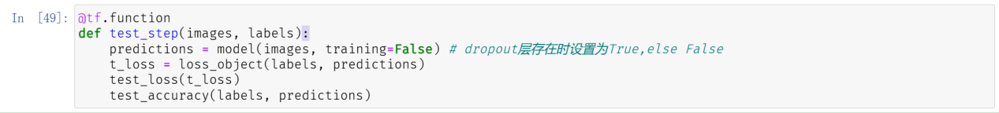 In [49]: @tf.function
def test_step(images, labels):
    predictions = model(images, training=False) # dropout层存在时设置为True,else False
    t_loss = loss_object(labels, predictions)
    test_loss(t_loss)
    test_accuracy(labels, predictions)